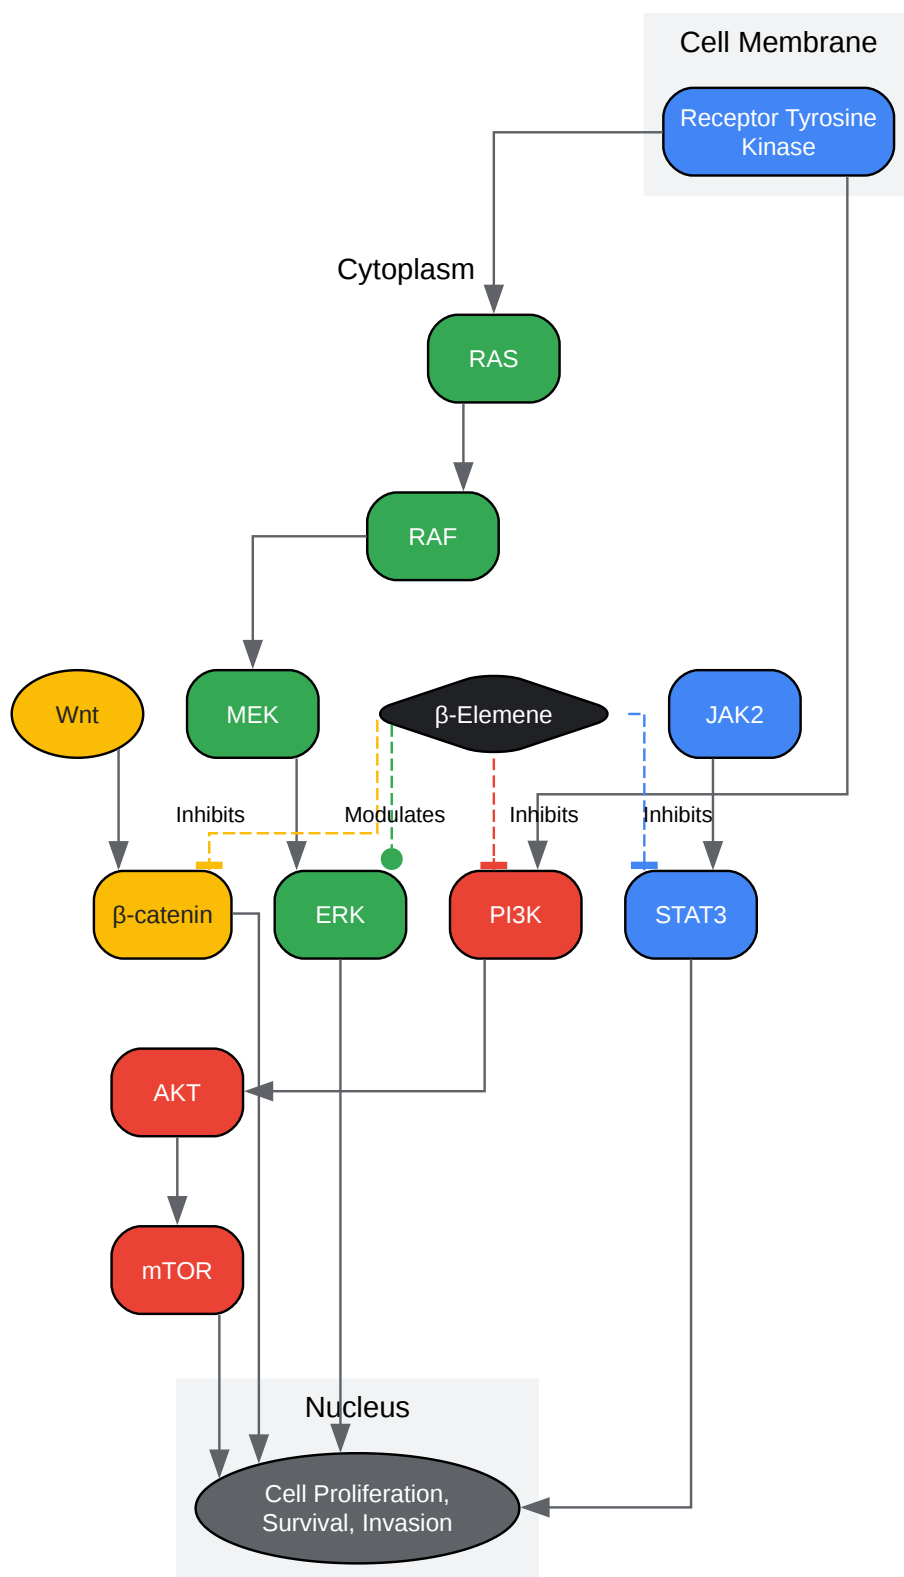 Cell Membrane
Receptor Tyrosine
Kinase
Cytoplasm
RAS
RAF
Wnt
MEK
β-Elemene
JAK2
Inhibits
Modulates
Inhibits
Inhibits
β-catenin
ERK
PI3K
STAT3
AKT
mTOR
Nucleus
Cell Proliferation,
Survival, Invasion